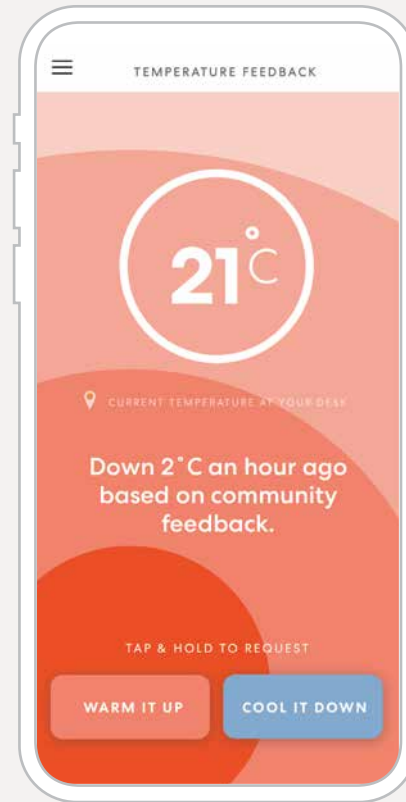 TEMPERATURE FEEDBACK
21°C
CURRENT TEMPERATURE AT YOUR DESK
Down 2°C an hour ago
based on community
feedback.
TAP & HOLD TO REQUEST
WARM IT UP
COOL IT DOWN